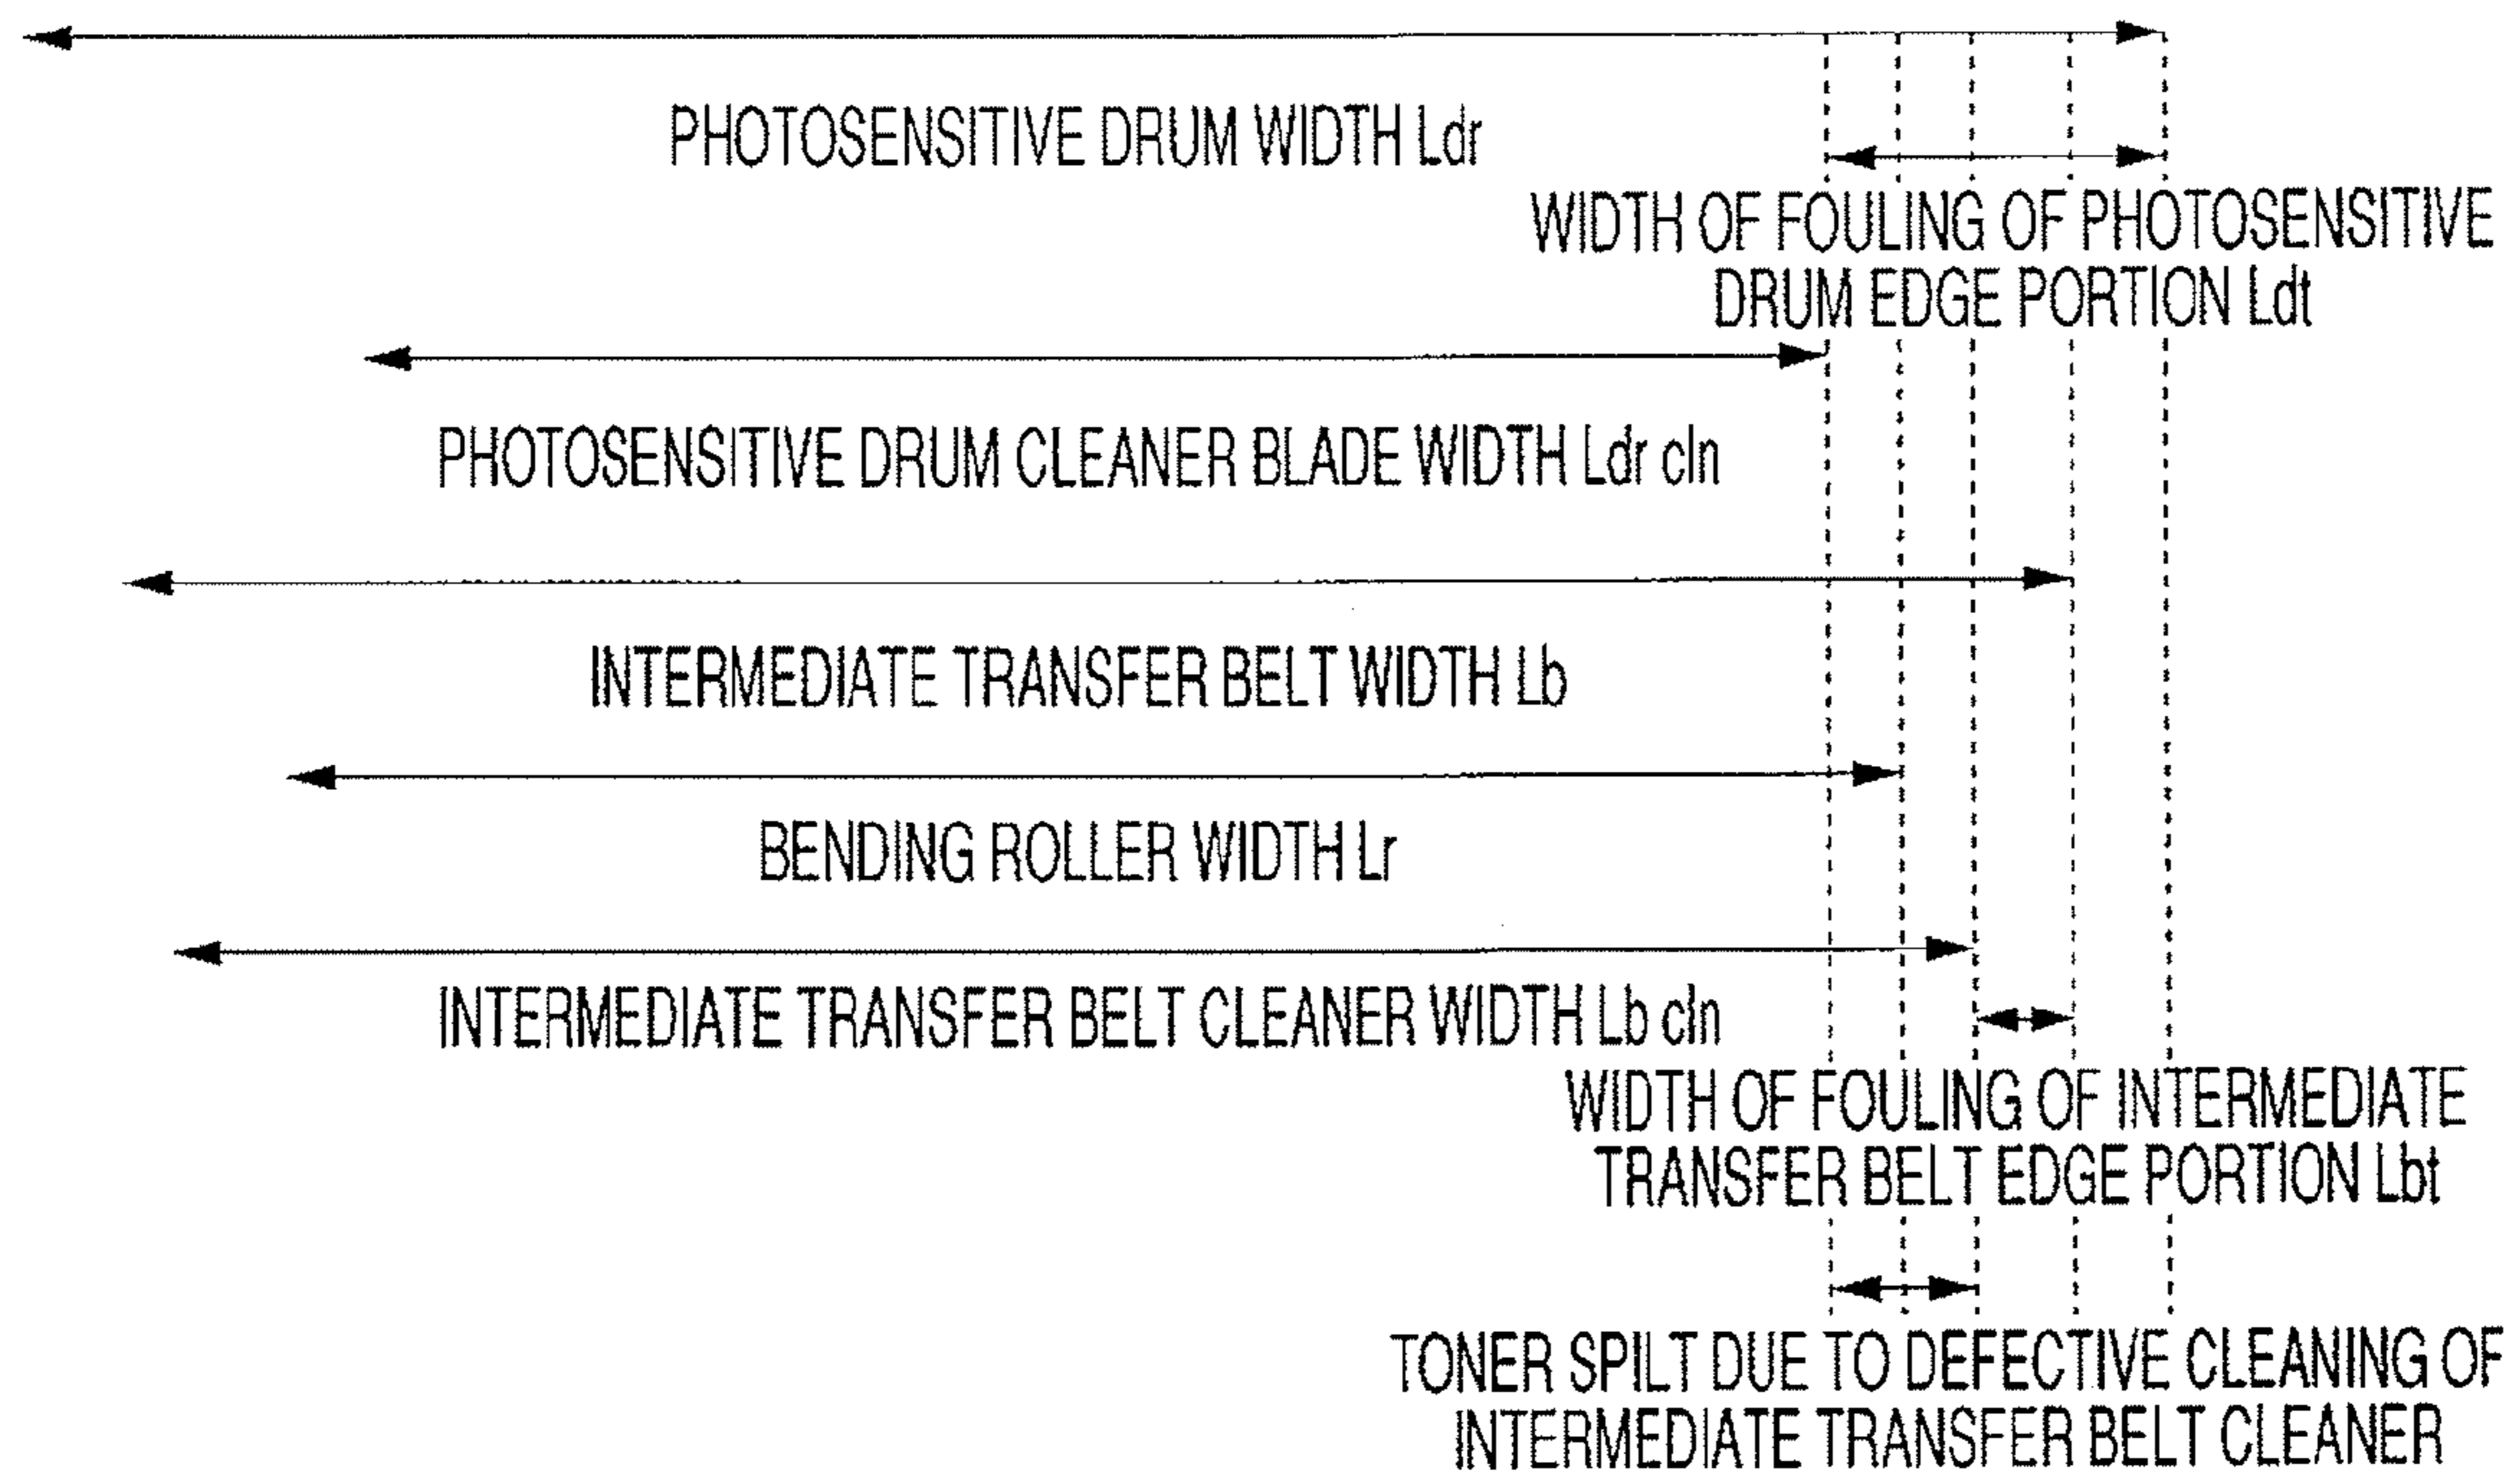 PHOTOSENSITIVE DRUM WIDTH Ldr
WIDTH OF FOULING OF PHOTOSENSITIVE
DRUM EDGE PORTION Ldt
PHOTOSENSITIVE DRUM CLEANER BLADE WIDTH Ldr cln
INTERMEDIATE TRANSFER BELT WIDTH Lb
BENDING ROLLER WIDTH Lr
INTERMEDIATE TRANSFER BELT CLEANER WIDTH Lb cln
WIDTH OF FOULING OF INTERMEDIATE
TRANSFER BELT EDGE PORTION Lbt
TONER SPILT DUE TO DEFECTIVE CLEANING OF
INTERMEDIATE TRANSFER BELT CLEANER